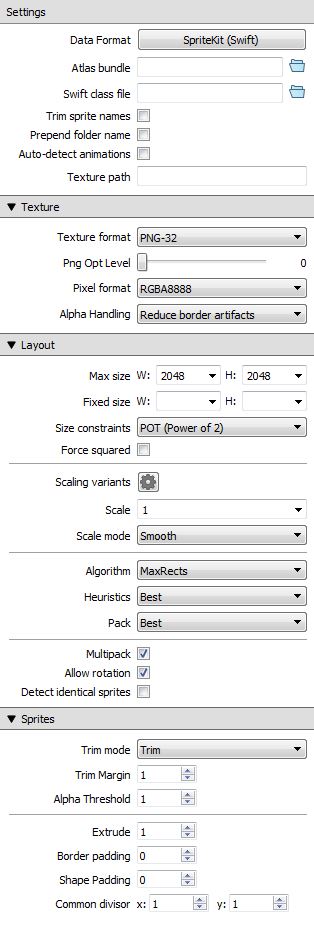 Settings
Data Format SpriteKit (Swift)
Atlas bundle
Swift class file
Trim sprite names
Prepend folder name
Auto-detect animations
Texture path
Texture
Texture format PNG-32
Png Opt Level 0
Pixel format RGBA8888
Alpha Handling Reduce border artifacts
Layout
Max size W: 2048 H: 2048
Fixed size W: H:
Size constraints POT (Power of 2)
Force squared
Scaling variants
Scale 1
Scale mode Smooth
Algorithm MaxRects
Heuristics Best
Pack Best
Multipack
Allow rotation
Detect identical sprites
Sprites
Trim mode Trim
Trim Margin 1
Alpha Threshold 1
Extrude 1
Border padding 0
Shape Padding 0
Common divisor x: 1 y: 1